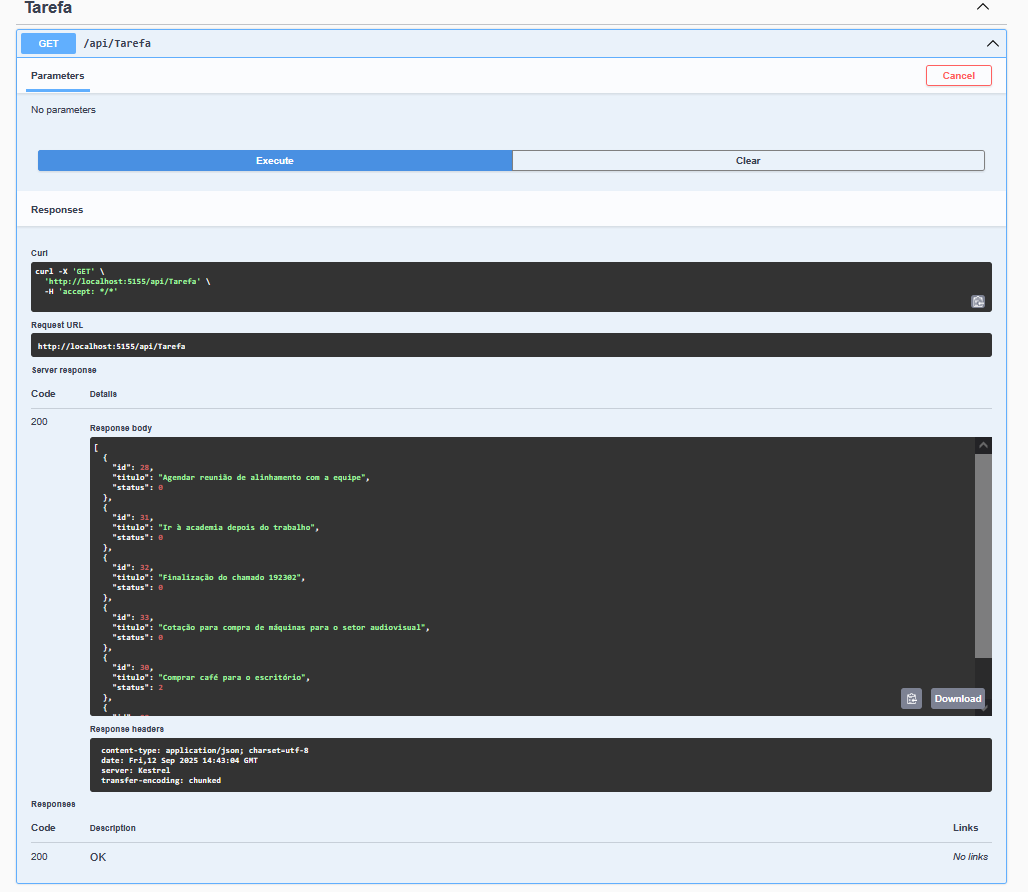 Tarefa
GET /api/Tarefa
Parameters Cancel
No parameters
Execute Clear
Responses
Curl
curl -X 'GET' \
'http://localhost:5155/api/Tarefa' \
-H 'accept: */*'
Request URL
http://localhost:5155/api/Tarefa
Server response
Code Details
200
Response body
[
{
"id": 28,
"titulo": "Agendar reunião de alinhamento com a equipe",
"status": 0
},
{
"id": 31,
"titulo": "Ir à academia depois do trabalho",
"status": 0
},
{
"id": 32,
"titulo": "Finalização do chamado 192302",
"status": 0
},
{
"id": 33,
"titulo": "Cotação para compra de máquinas para o setor audiovisual",
"status": 0
},
{
"id": 30,
"titulo": "Comprar café para o escritório",
"status": 2
},
{
Download
Response headers
content-type: application/json; charset=utf-8
date: Fri,12 Sep 2025 14:43:04 GMT
server: Kestrel
transfer-encoding: chunked
Responses
Code Description Links
200 OK No links